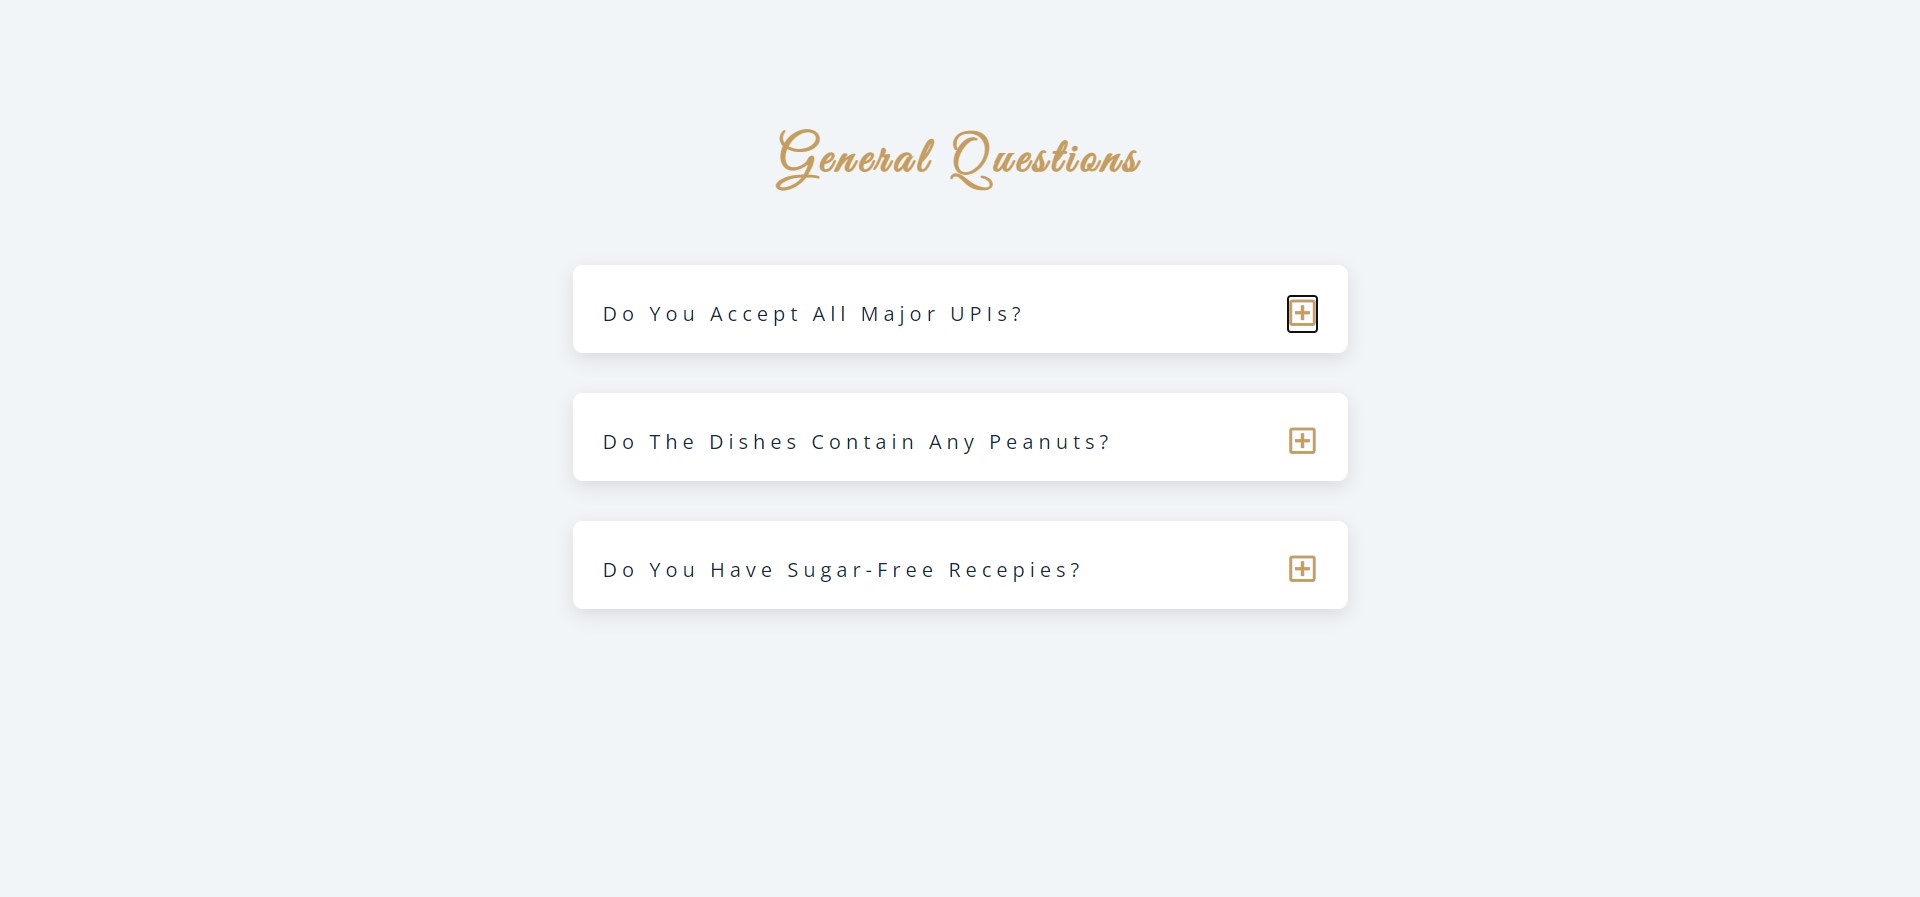 General Questions
Do You Accept All Major UPIs?
Do The Dishes Contain Any Peanuts?
Do You Have Sugar-Free Recepies?